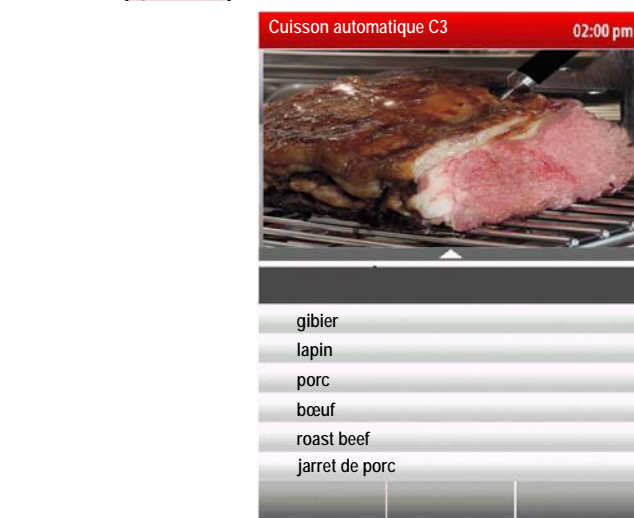 Cuisson automatique C3
02:00 pm
gibier
lapin
porc
bœuf
roast beef
jarret de porc